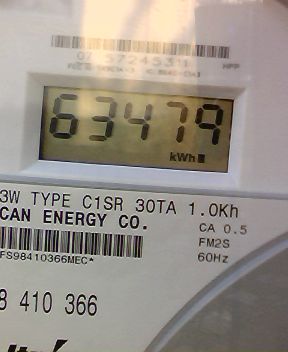 63479
kWh
3W TYPE C1SR 30TA 1.0Kh
CAN ENERGY CO.
CA 0.5
FM2S
60Hz
FS98410366MEC*
8 410 366